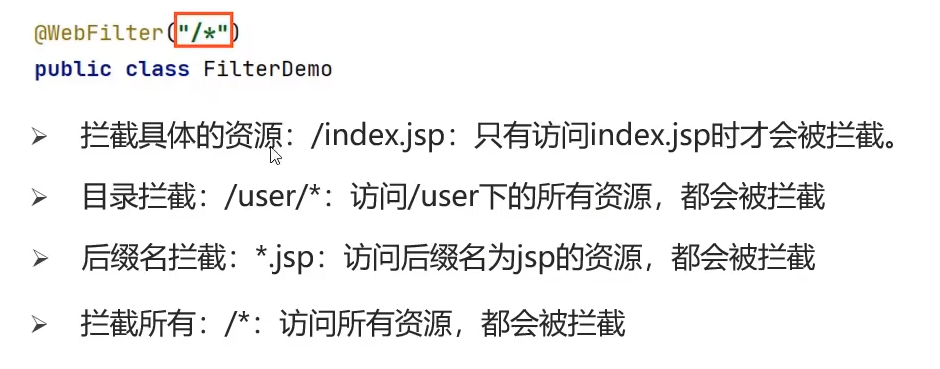 @WebFilter("/*")
public class FilterDemo
➢ 拦截具体的资源：/index.jsp：只有访问index.jsp时才会被拦截。
➢ 目录拦截：/user/*：访问/user下的所有资源，都会被拦截
➢ 后缀名拦截：*.jsp：访问后缀名为jsp的资源，都会被拦截
➢ 拦截所有：/*：访问所有资源，都会被拦截